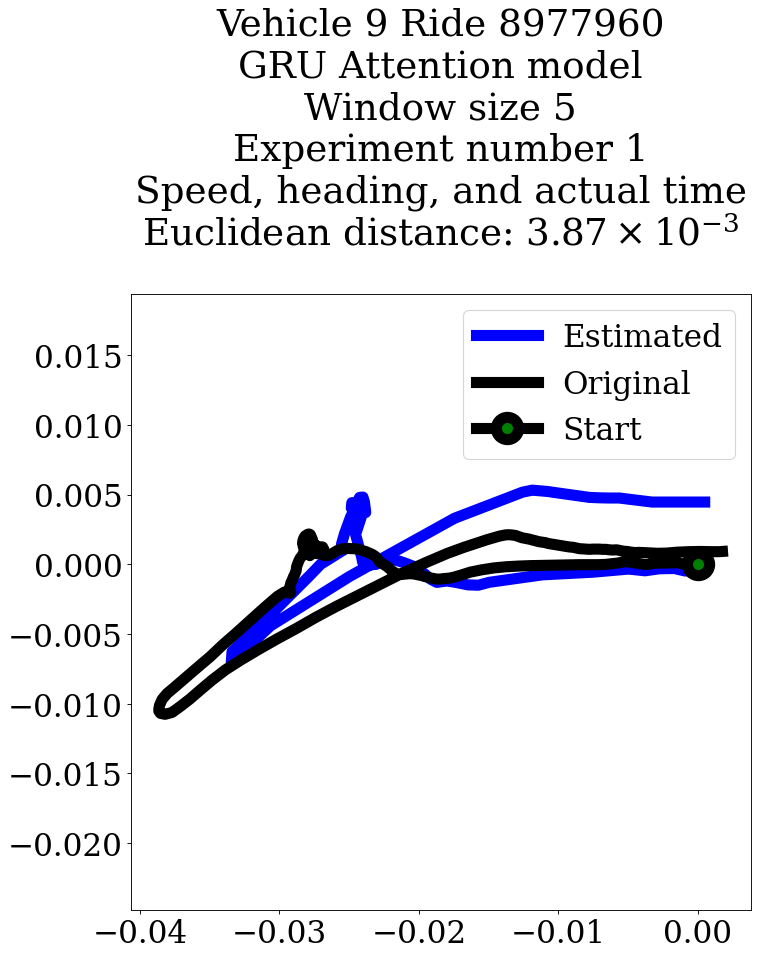 Vehicle 9 Ride 8977960
GRU Attention model
Window size 5
Experiment number 1
Speed, heading, and actual time
Euclidean distance: 3.87 × 10⁻³
Estimated
Original
Start
0.015
0.010
0.005
0.000
−0.005
−0.010
−0.015
−0.020
−0.04 −0.03 −0.02 −0.01 0.00